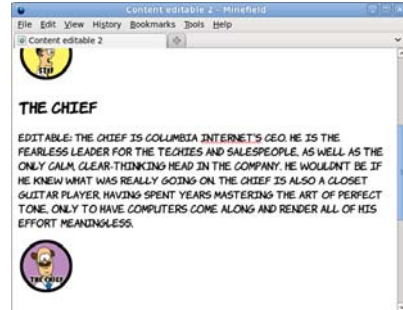 Content editable 2 - Minefield
File Edit View History Bookmarks Tools Help
Content editable 2
STEF
THE CHIEF
EDITABLE: THE CHIEF IS COLUMBIA INTERNET'S CEO. HE IS THE
FEARLESS LEADER FOR THE TECHIES AND SALESPEOPLE, AS WELL AS THE
ONLY CALM, CLEAR-THINKING HEAD IN THE COMPANY. HE WOULDN'T BE IF
HE KNEW WHAT WAS REALLY GOING ON. THE CHIEF IS ALSO A CLOSET
GUITAR PLAYER, HAVING SPENT YEARS MASTERING THE ART OF PERFECT
TONE, ONLY TO HAVE COMPUTERS COME ALONG AND RENDER ALL OF HIS
EFFORT MEANINGLESS.
THE CHIEF